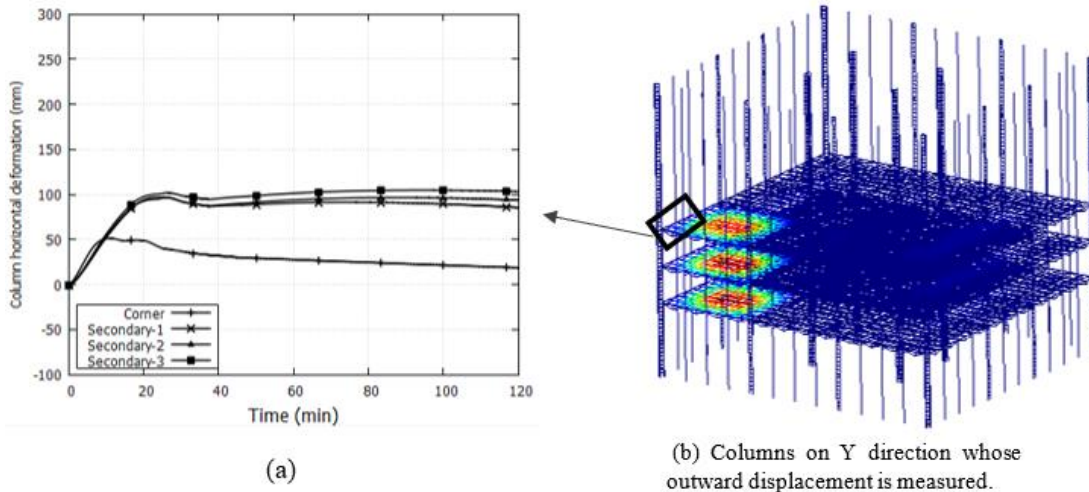 300
250
200
150
100
50
0
-50
-100
Column horizontal deformation (mm)
Corner
Secondary-1
Secondary-2
Secondary-3
0 20 40 60 80 100 120
Time (min)
(a)
(b) Columns on Y direction whose
outward displacement is measured.